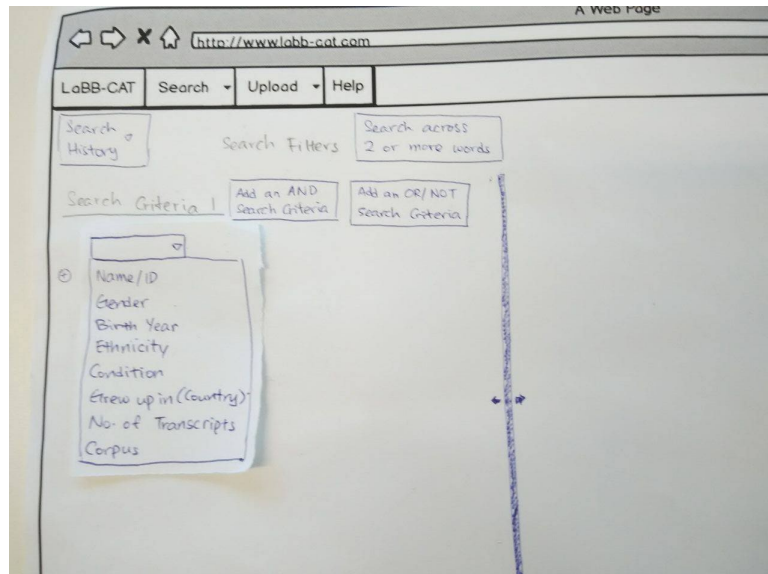 A Web Page
http://www.labb-cat.com
LaBB-CAT Search Upload Help
Search
History
Search Filters
Search across
2 or more words
Search Criteria 1
Add an AND
Search Criteria
Add an OR/NOT
Search Criteria
Name/ID
Gender
Birth Year
Ethnicity
Condition
Grew up in (Country)
No. of Transcripts
Corpus